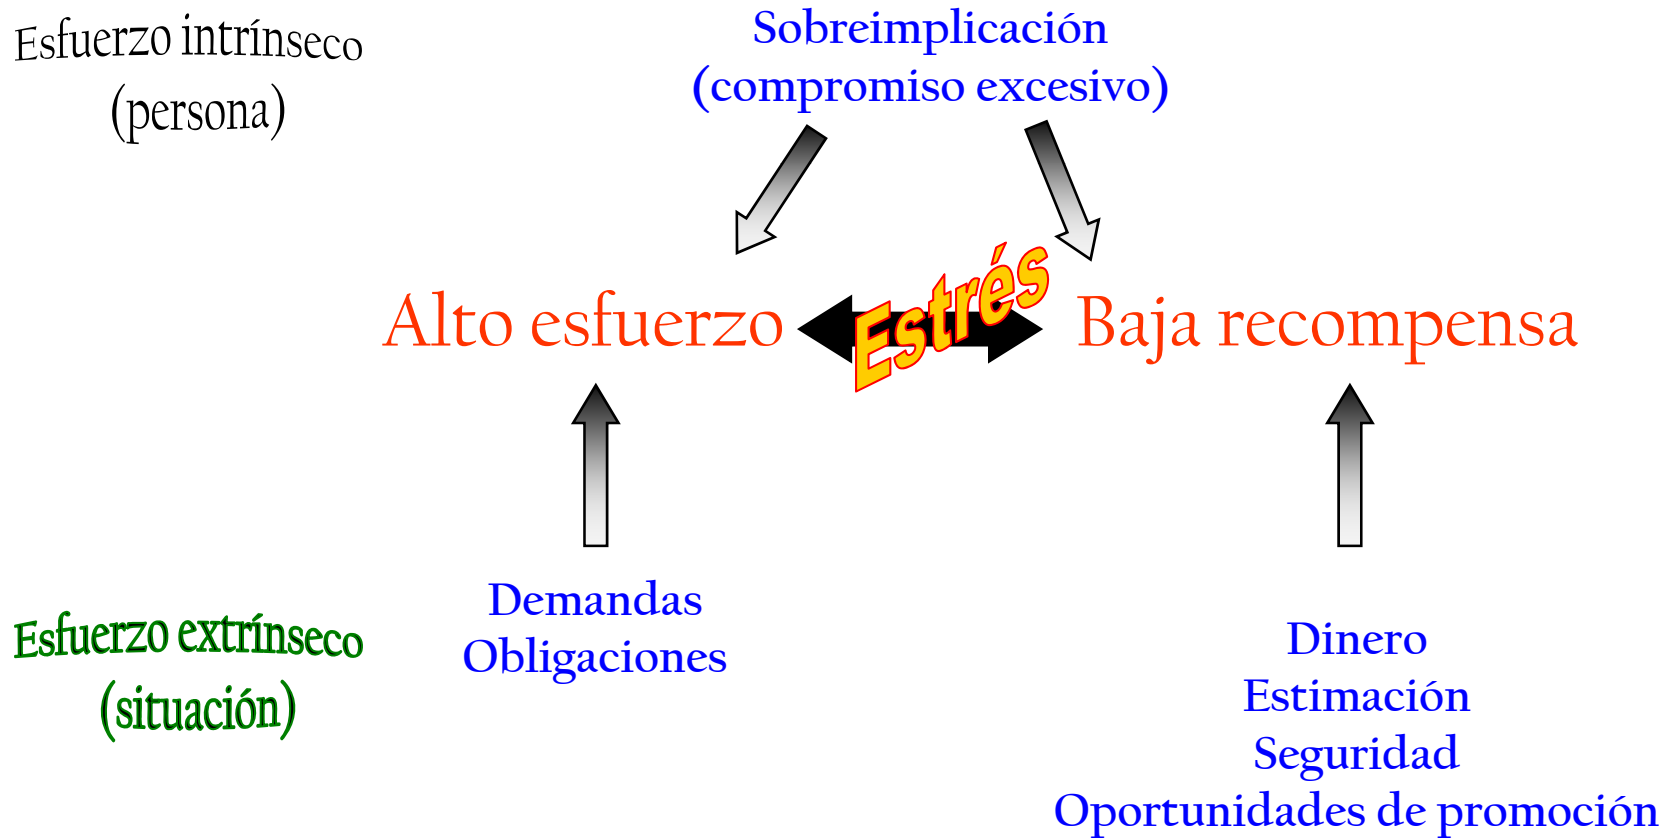 Esfuerzo intrínseco
(persona)
Sobreimplicación
(compromiso excesivo)
Alto esfuerzo
Estrés
Baja recompensa
Esfuerzo extrínseco
(situación)
Demandas
Obligaciones
Dinero
Estimación
Seguridad
Oportunidades de promoción